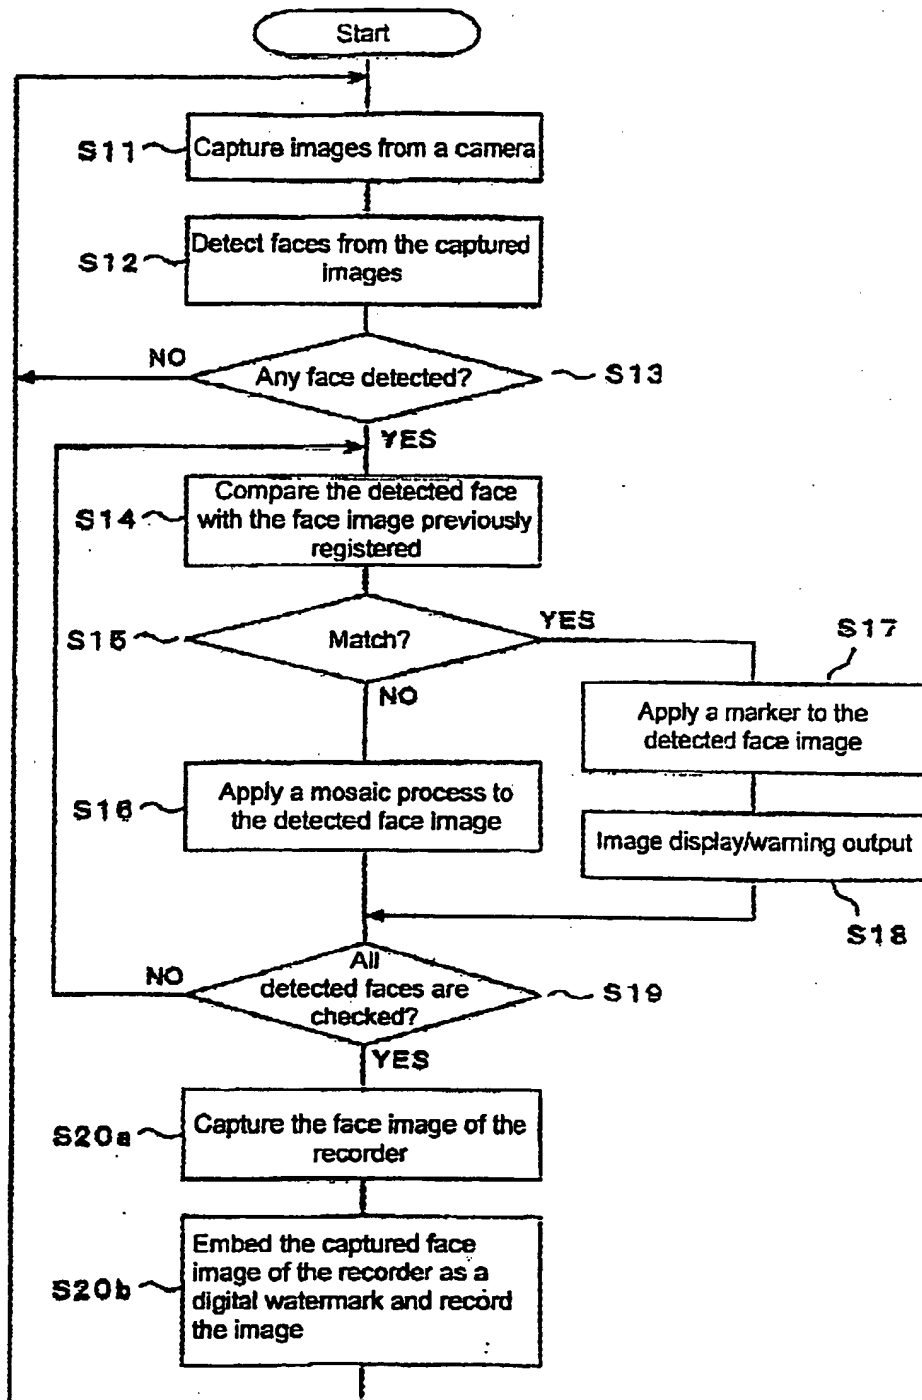 Start
S11
Capture images from a camera
S12
Detect faces from the captured
images
NO
Any face detected?
S13
YES
S14
Compare the detected face
with the face image previously
registered
S15
Match?
YES
NO
S17
Apply a marker to the
detected face image
S16
Apply a mosaic process to
the detected face image
Image display/warning output
S18
NO
All
detected faces are
checked?
S19
YES
S20a
Capture the face image of the
recorder
S20b
Embed the captured face
image of the recorder as a
digital watermark and record
the image